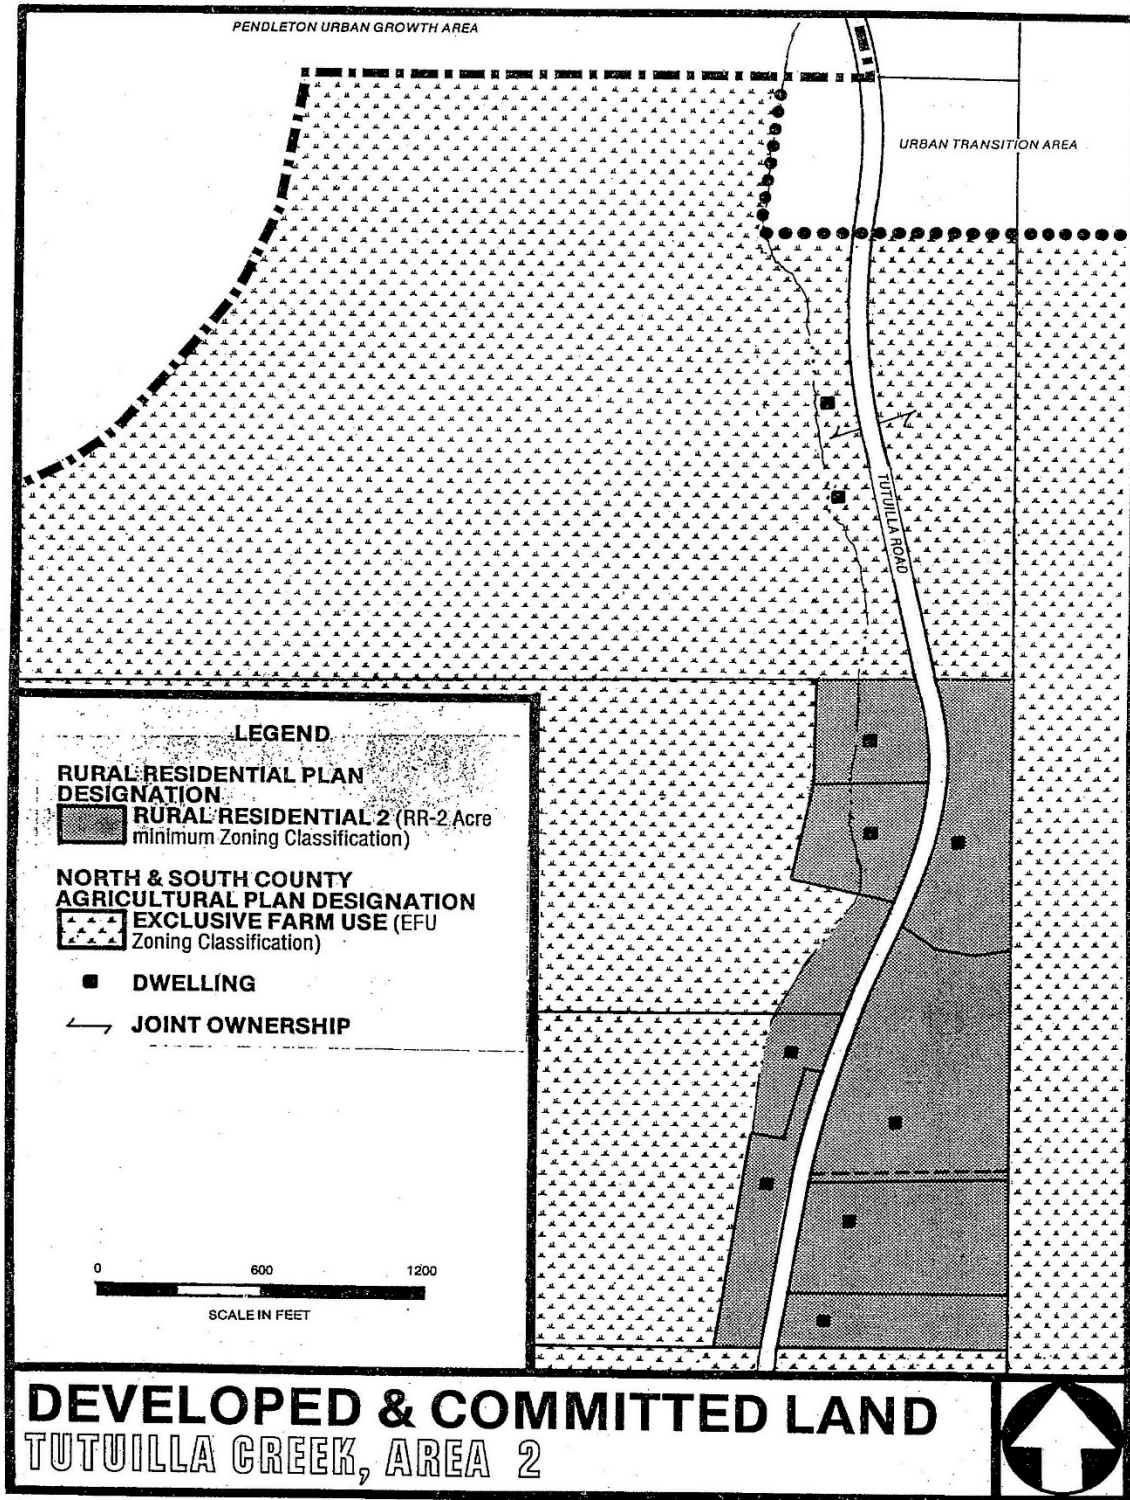 PENDLETON URBAN GROWTH AREA
URBAN TRANSITION AREA
TUTUILLA ROAD
LEGEND
RURAL RESIDENTIAL PLAN
DESIGNATION
RURAL RESIDENTIAL 2 (RR-2 Acre
minimum Zoning Classification)
NORTH & SOUTH COUNTY
AGRICULTURAL PLAN DESIGNATION
EXCLUSIVE FARM USE (EFU
Zoning Classification)
DWELLING
JOINT OWNERSHIP
0 600 1200
SCALE IN FEET
DEVELOPED & COMMITTED LAND
TUTUILLA CREEK, AREA 2